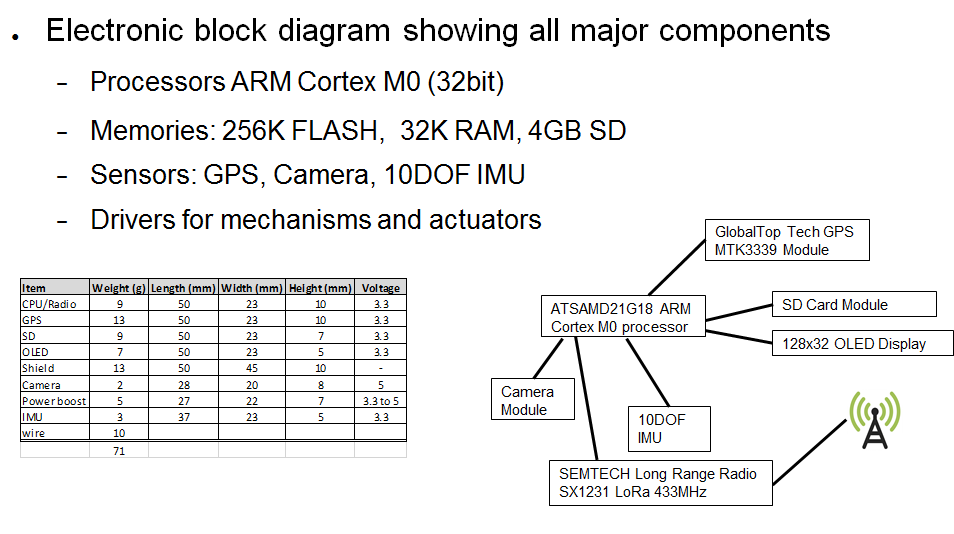 • Electronic block diagram showing all major components
– Processors ARM Cortex M0 (32bit)
– Memories: 256K FLASH, 32K RAM, 4GB SD
– Sensors: GPS, Camera, 10DOF IMU
– Drivers for mechanisms and actuators
Item Weight (g) Length (mm) Width (mm) Height (mm) Voltage
CPU/Radio 9 50 23 10 3.3
GPS 13 50 23 10 3.3
SD 9 50 23 7 3.3
OLED 7 50 23 5 3.3
Shield 13 50 45 10 -
Camera 2 28 20 8 5
Power boost 5 27 22 7 3.3 to 5
IMU 3 37 23 5 3.3
wire 10
71
GlobalTop Tech GPS
MTK3339 Module
ATSAMD21G18 ARM
Cortex M0 processor
SD Card Module
128x32 OLED Display
Camera
Module
10DOF
IMU
SEMTECH Long Range Radio
SX1231 LoRa 433MHz